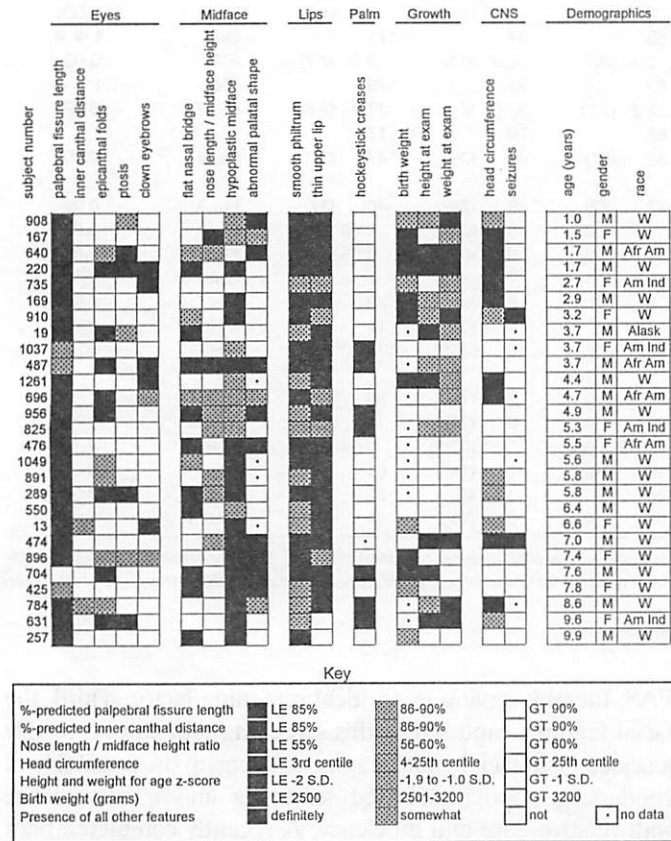 Eyes Midface Lips Palm Growth CNS Demographics
subject number
palpebral fissure length
inner canthal distance
epicanthal folds
ptosis
clown eyebrows
flat nasal bridge
nose length / midface height
hypoplastic midface
abnormal palatal shape
smooth philtrum
thin upper lip
hockeystick creases
birth weight
height at exam
weight at exam
head circumference
seizures
age (years)
gender
race
908 1.0 M W
167 1.5 F W
640 1.7 M Afr Am
220 1.7 M W
735 2.7 F Am Ind
169 2.9 M W
910 3.2 F W
19 3.7 M Alask
1037 3.7 F Am Ind
487 3.7 M Afr Am
1261 4.4 M W
696 4.7 M Afr Am
956 4.9 M W
825 5.3 F Am Ind
476 5.5 F Afr Am
1049 5.6 M W
891 5.8 M W
289 5.8 M W
550 6.4 M W
13 6.6 F W
474 7.0 M W
896 7.4 F W
704 7.6 M W
425 7.8 F W
784 8.6 M W
631 9.6 F Am Ind
257 9.9 M W
Key
%-predicted palpebral fissure length LE 85% 86-90% GT 90%
%-predicted inner canthal distance LE 85% 86-90% GT 90%
Nose length / midface height ratio LE 55% 56-60% GT 60%
Head circumference LE 3rd centile 4-25th centile GT 25th centile
Height and weight for age z-score LE -2 S.D. -1.9 to -1.0 S.D. GT -1 S.D.
Birth weight (grams) LE 2500 2501-3200 GT 3200
Presence of all other features definitely somewhat not no data